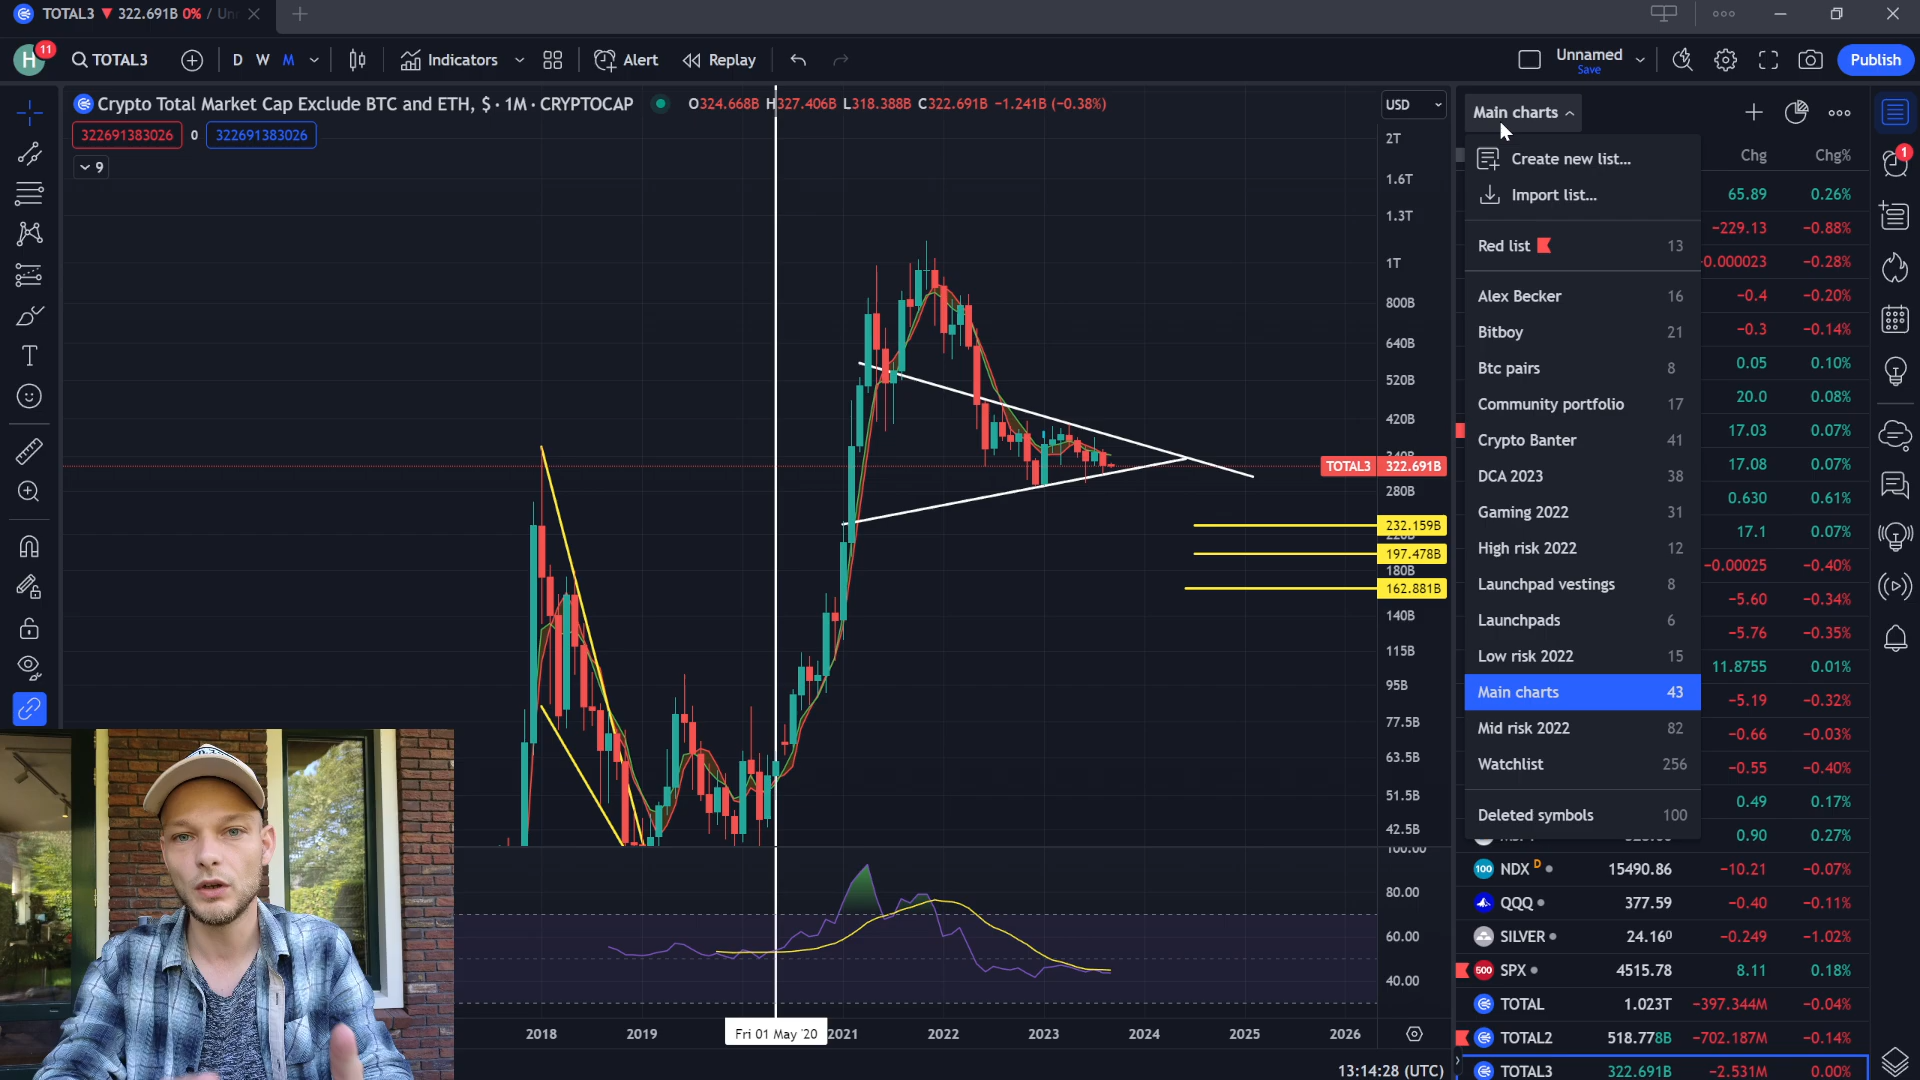 TOTAL3 ▼ 322.691B 0% / Un
H
11
TOTAL3
D W M
Indicators
Alert
Replay
Unnamed
Save
Publish
Crypto Total Market Cap Exclude BTC and ETH, $ · 1M · CRYPTOCAP
O324.668B H327.406B L318.388B C322.691B −1.241B (−0.38%)
USD
322691383026 0 322691383026
9
2T
1.6T
1.3T
1T
800B
640B
520B
420B
TOTAL3 322.691B
280B
232.159B
197.478B
180B
162.881B
140B
115B
95B
77.5B
63.5B
51.5B
42.5B
100.00
80.00
60.00
40.00
2018
2019
Fri 01 May '20
2021
2022
2023
2024
2025
2026
13:14:28 (UTC)
Main charts
Create new list...
Import list...
Red list 13
Alex Becker 16
Bitboy 21
Btc pairs 8
Community portfolio 17
Crypto Banter 41
DCA 2023 38
Gaming 2022 31
High risk 2022 12
Launchpad vestings 8
Launchpads 6
Low risk 2022 15
Main charts 43
Mid risk 2022 82
Watchlist 256
Deleted symbols 100
Chg Chg%
65.89 0.26%
−229.13 −0.88%
0.000023 −0.28%
−0.4 −0.20%
−0.3 −0.14%
0.05 0.10%
20.0 0.08%
17.03 0.07%
17.08 0.07%
0.630 0.61%
17.1 0.07%
−0.00025 −0.40%
−5.60 −0.34%
−5.76 −0.35%
11.8755 0.01%
−5.19 −0.32%
−0.66 −0.03%
−0.55 −0.40%
0.49 0.17%
0.90 0.27%
100 NDX D 15490.86 −10.21 −0.07%
QQQ 377.59 −0.40 −0.11%
SILVER 24.160 −0.249 −1.02%
500 SPX 4515.78 8.11 0.18%
TOTAL 1.023T −397.344M −0.04%
TOTAL2 518.778B −702.187M −0.14%
TOTAL3 322.691B −2.531M 0.00%
1